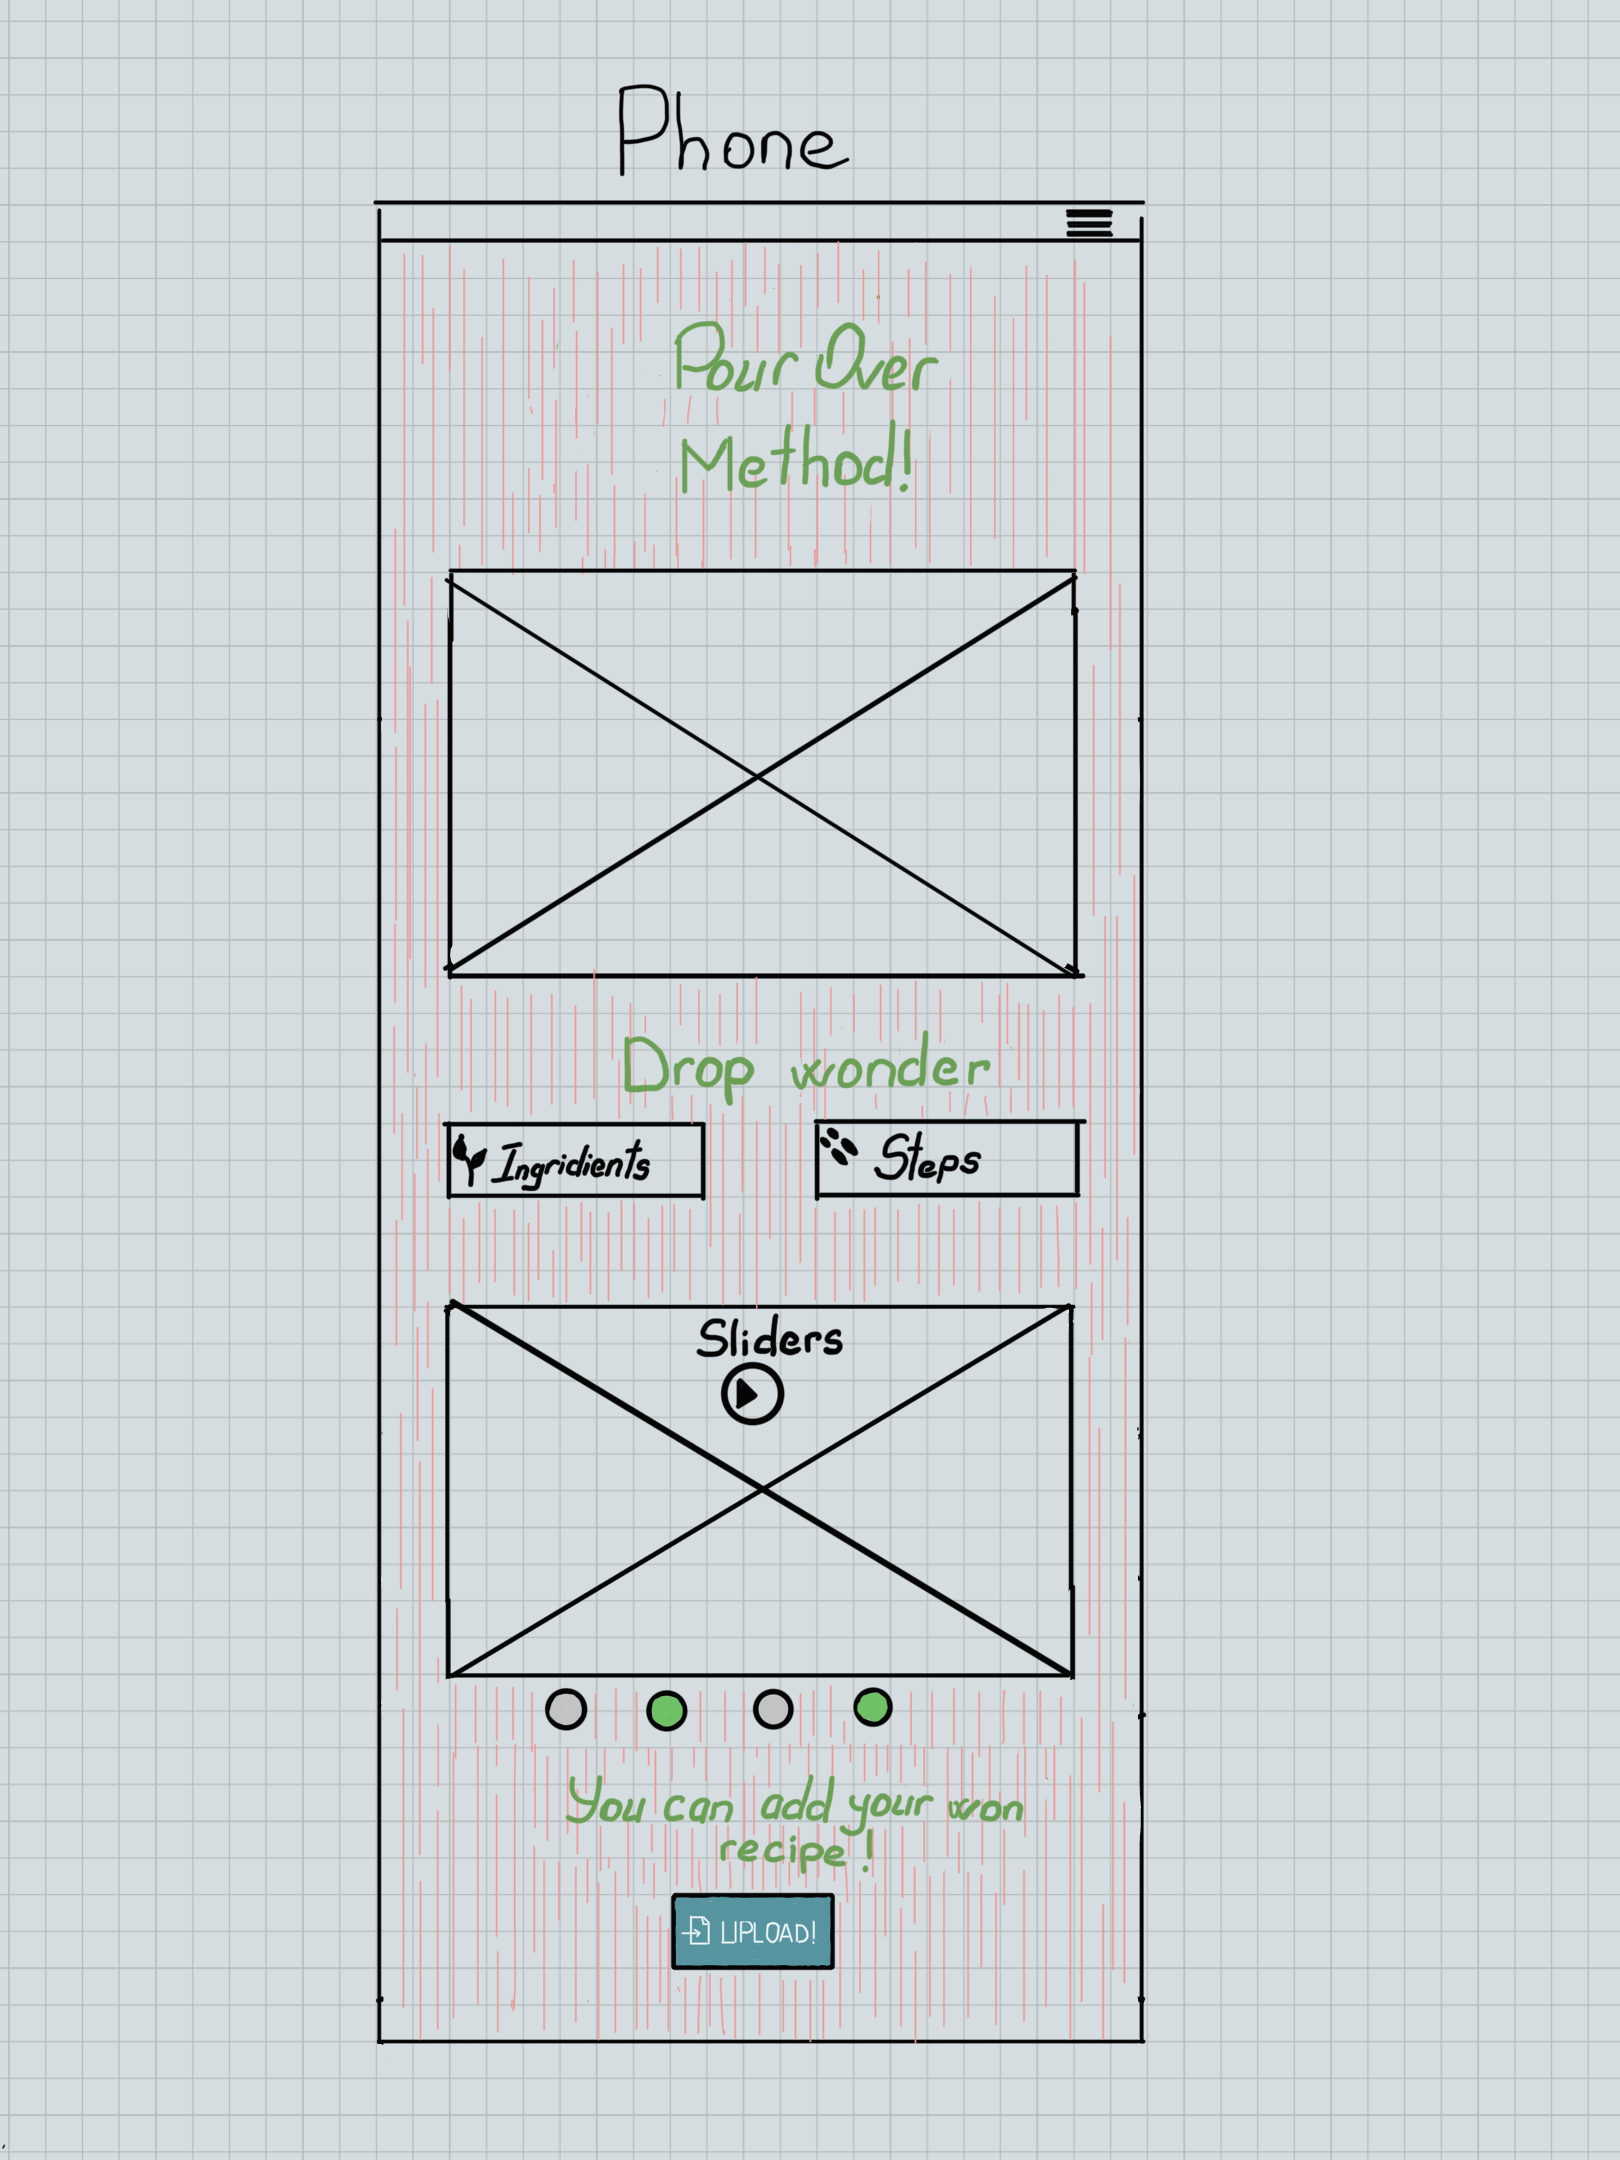 Phone
Pour Over
Method!
Drop wonder
Ingridients
Steps
Sliders
You can add your won
recipe!
UPLOAD!